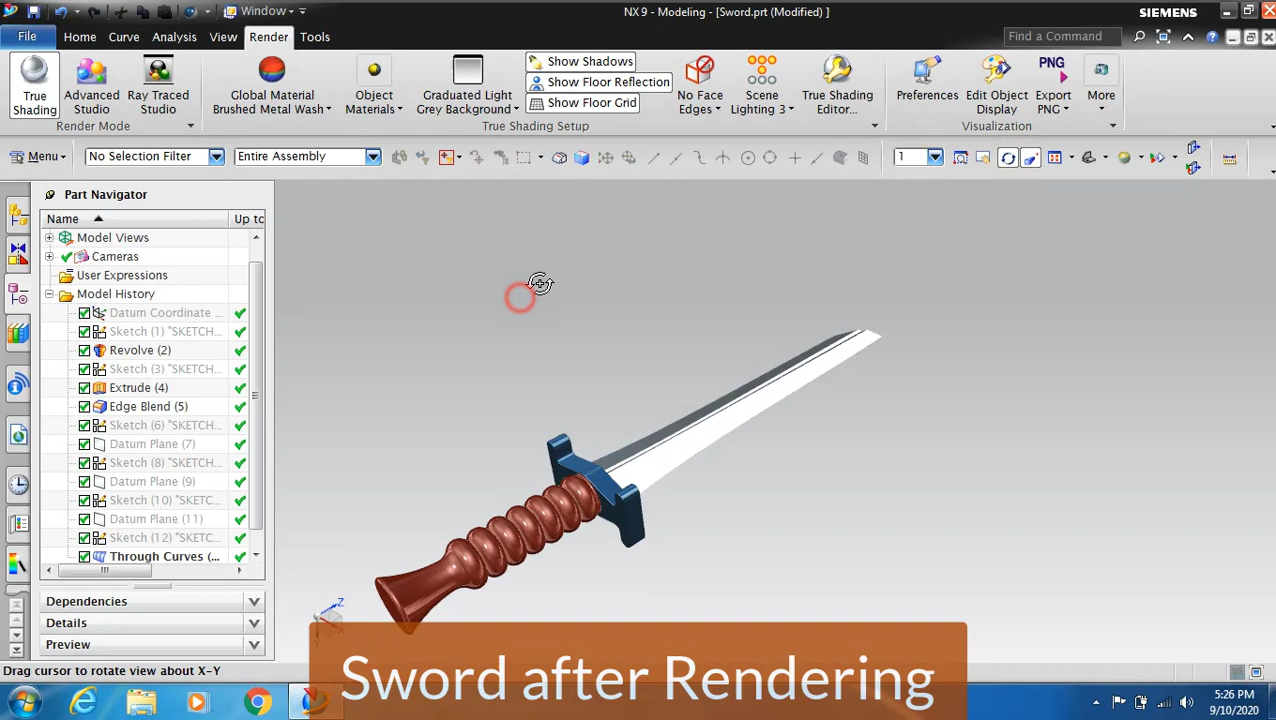 Window
NX 9 - Modeling - [Sword.prt (Modified) ]
SIEMENS
File
Home
Curve
Analysis
View
Render
Tools
Find a Command
True
Shading
Advanced
Studio
Ray Traced
Studio
Render Mode
Global Material
Brushed Metal Wash
Object
Materials
Graduated Light
Grey Background
Show Shadows
Show Floor Reflection
Show Floor Grid
No Face
Edges
Scene
Lighting 3
True Shading
Editor...
True Shading Setup
Preferences
Edit Object
Display
PNG
Export
PNG
More
Visualization
Menu
No Selection Filter
Entire Assembly
1
Part Navigator
Name
Up to
Model Views
Cameras
User Expressions
Model History
Datum Coordinate ...
Sketch (1) "SKETCH...
Revolve (2)
Sketch (3) "SKETCH...
Extrude (4)
Edge Blend (5)
Sketch (6) "SKETCH...
Datum Plane (7)
Sketch (8) "SKETCH...
Datum Plane (9)
Sketch (10) "SKETC...
Datum Plane (11)
Sketch (12) "SKETC...
Through Curves (...
Dependencies
Details
Preview
Z
Drag cursor to rotate view about X-Y
Sword after Rendering
5:26 PM
9/10/2020